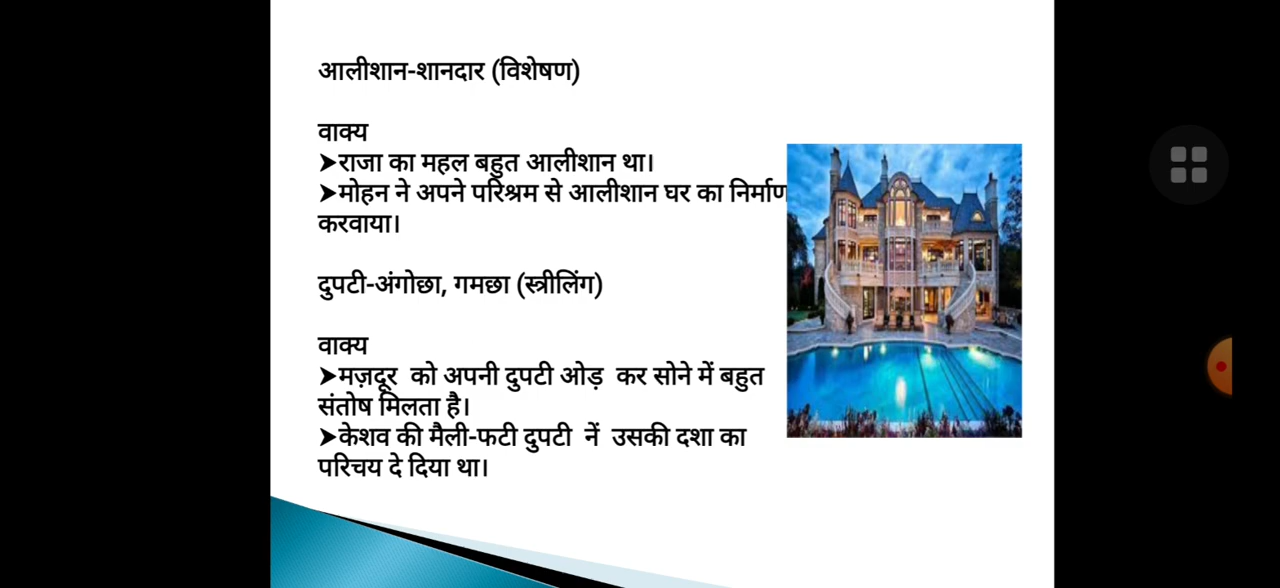 आलीशान-शानदार (विशेषण)
वाक्य
➤राजा का महल बहुत आलीशान था।
➤मोहन ने अपने परिश्रम से आलीशान घर का निर्माण
करवाया।
दुपटी-अंगोछा, गमछा (स्त्रीलिंग)
वाक्य
➤मज़दूर को अपनी दुपटी ओड़ कर सोने में बहुत
संतोष मिलता है।
➤केशव की मैली-फटी दुपटी नें उसकी दशा का
परिचय दे दिया था।